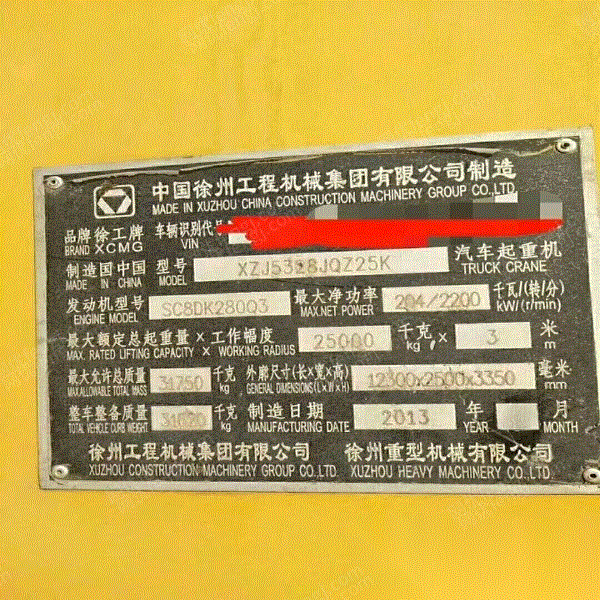 中国徐州工程机械集团有限公司制造
MADE IN XUZHOU CHINA CONSTRUCTION MACHINERY GROUP CO.,LTD.
品牌徐工牌 车辆识别代号
BRAND XCMG VIN
制造国中国 型号 XZJ5328JQZ25K 汽车起重机
MADE IN CHINA MODEL TRUCK CRANE
发动机型号 SC8DK280Q3 最大净功率 204/2200 千瓦/(转/分)
ENGINE MODEL MAX.NET POWER kW/(r/min)
最大额定总起重量×工作幅度 25000 千克 × 3 米
MAX. RATED LIFTING CAPACITY × WORKING RADIUS kg m
最大允许总质量 31750 千克 外廓尺寸(长×宽×高) 12300x2500x3350 毫米
MAX.ALLOWABLE TOTAL MASS kg GENERAL DIMENSIONS(L×W×H) mm
整车整备质量 千克 制造日期 2013 年 月
TOTAL VEHICLE CURB WEIGHT kg MANUFACTURING DATE YEAR MONTH
徐州工程机械集团有限公司 徐州重型机械有限公司
XUZHOU CONSTRUCTION MACHINERY GROUP CO.,LTD. XUZHOU HEAVY MACHINERY CO.,LTD.